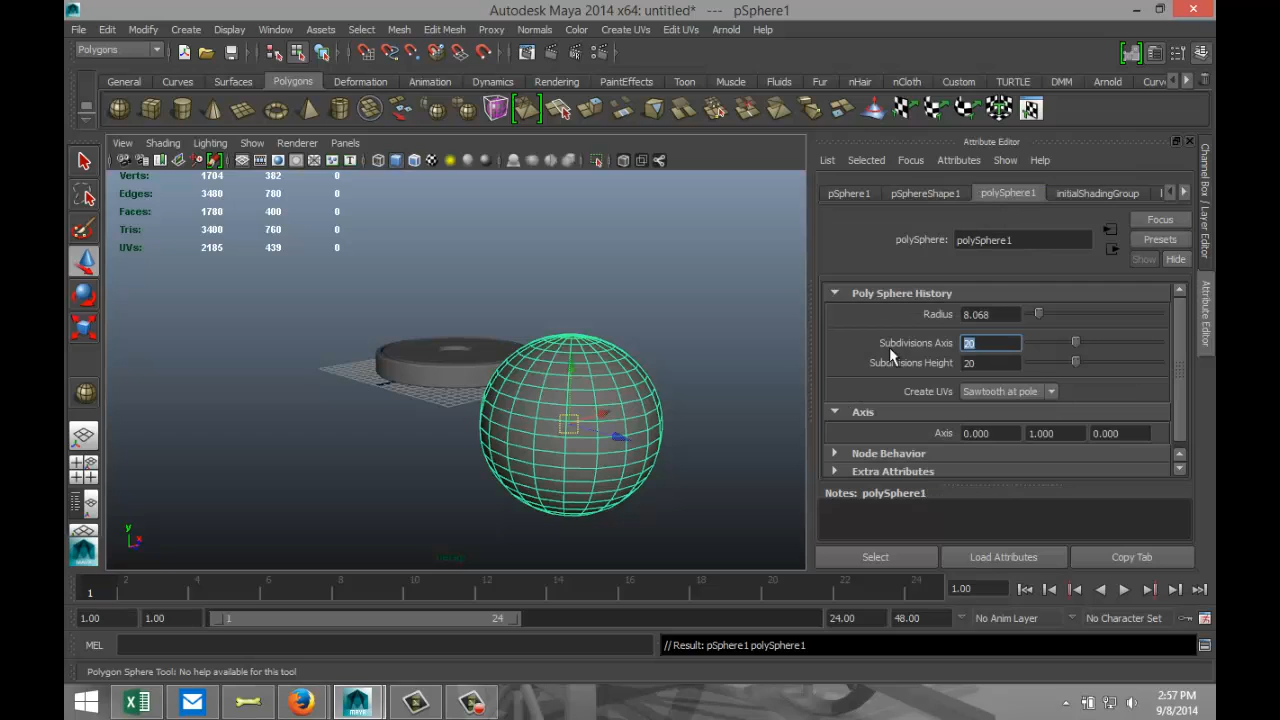 Autodesk Maya 2014 x64: untitled* --- pSphere1
File Edit Modify Create Display Window Assets Select Mesh Edit Mesh Proxy Normals Color Create UVs Edit UVs Arnold Help
Polygons
General Curves Surfaces Polygons Deformation Animation Dynamics Rendering PaintEffects Toon Muscle Fluids Fur nHair nCloth Custom TURTLE DMM Arnold Curv
View Shading Lighting Show Renderer Panels
Verts: 1704 382 0
Edges: 3480 780 0
Faces: 1780 400 0
Tris: 3400 760 0
UVs: 2185 439 0
y
x
Attribute Editor
List Selected Focus Attributes Show Help
pSphere1 pSphereShape1 polySphere1 initialShadingGroup
Focus
polySphere: polySphere1
Presets
Show Hide
Poly Sphere History
Radius 8.068
Subdivisions Axis 20
Subdivisions Height 20
Create UVs Sawtooth at pole
Axis
Axis 0.000 1.000 0.000
Node Behavior
Extra Attributes
Notes: polySphere1
Select Load Attributes Copy Tab
Channel Box / Layer Editor
Attribute Editor
2 4 6 8 10 12 14 16 18 20 22 24
1
1.00
1.00 1.00 1 24 24.00 48.00 No Anim Layer No Character Set
MEL // Result: pSphere1 polySphere1
Polygon Sphere Tool: No help available for this tool
MAYA
2:57 PM
9/8/2014